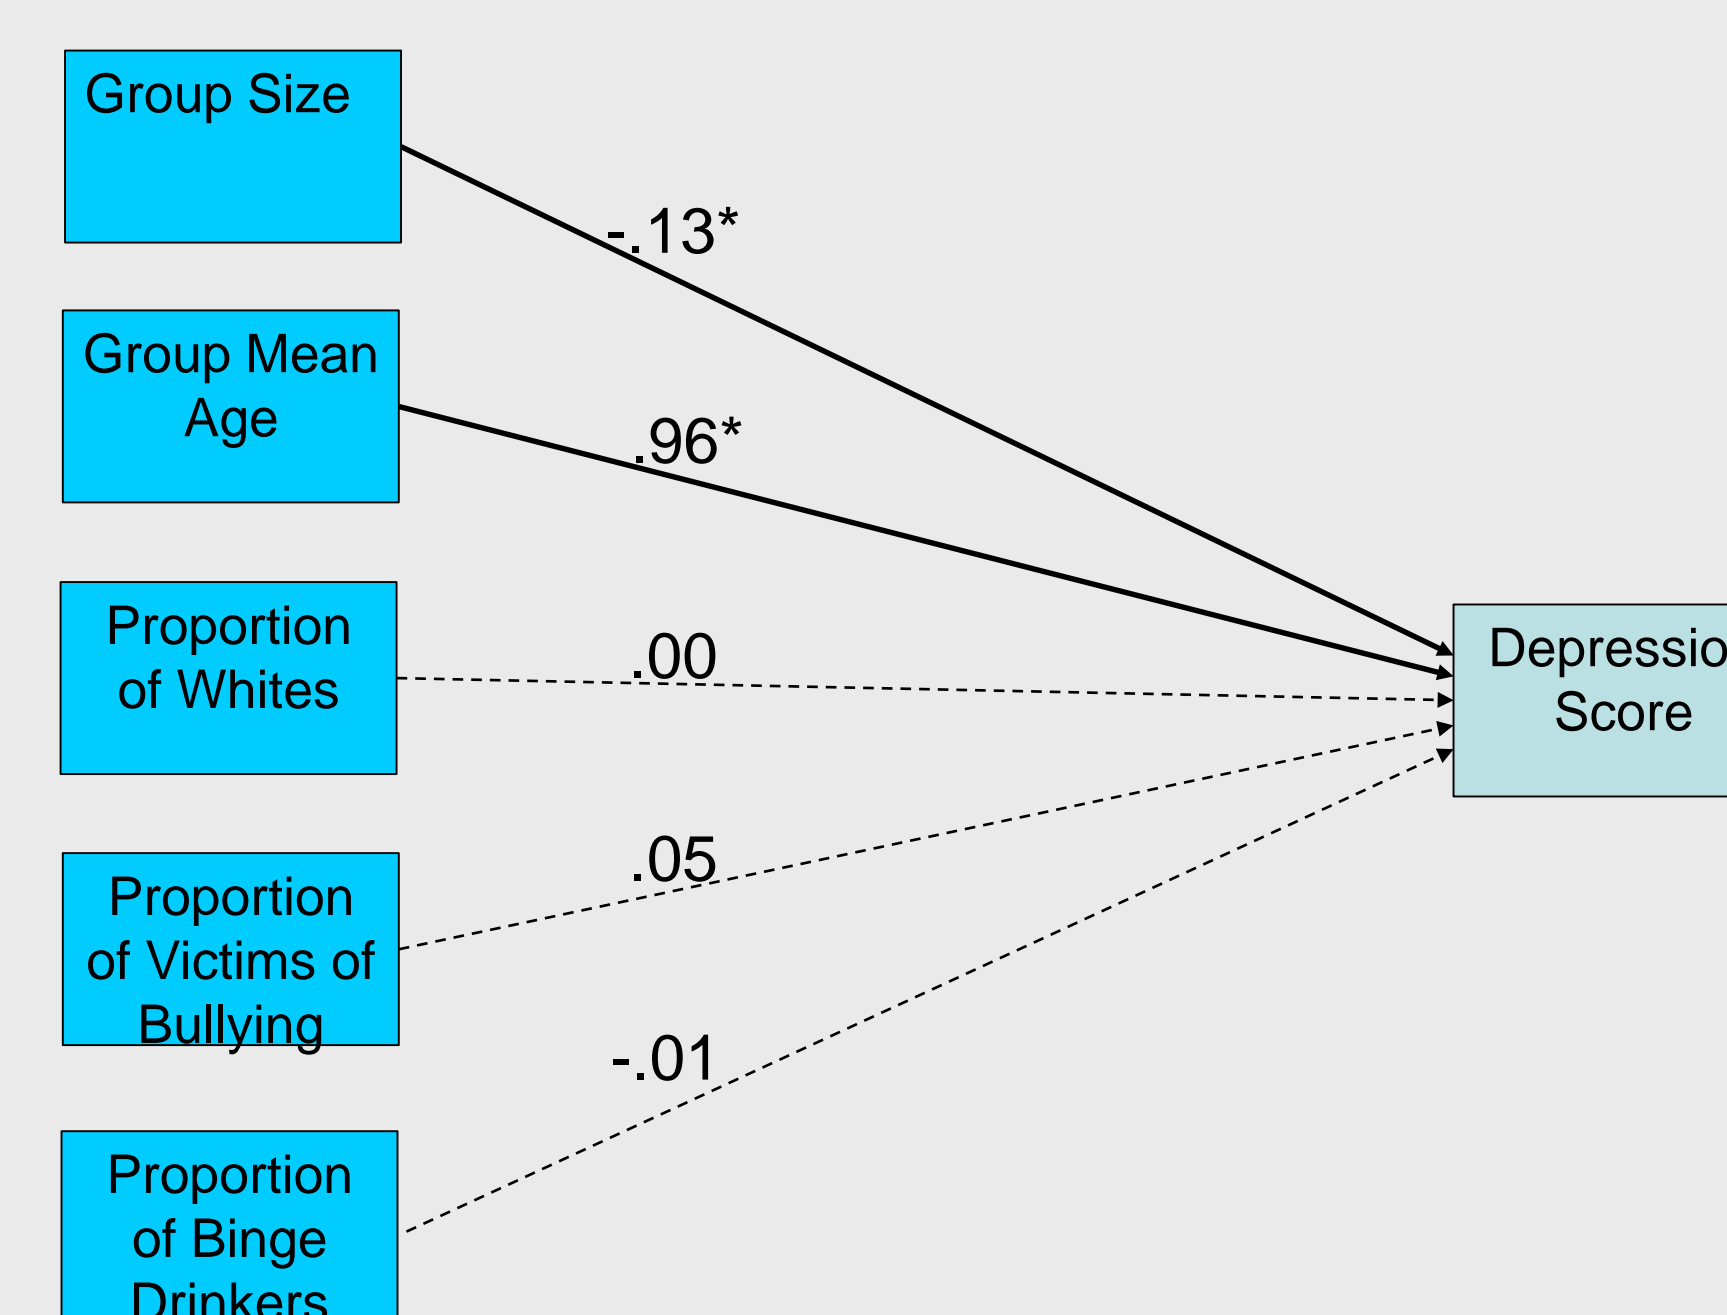 Group Size
-.13*
Group Mean
Age
.96*
Proportion
of Whites
.00
Depressio
Score
Proportion
of Victims of
Bullying
.05
-.01
Proportion
of Binge
Drinkers